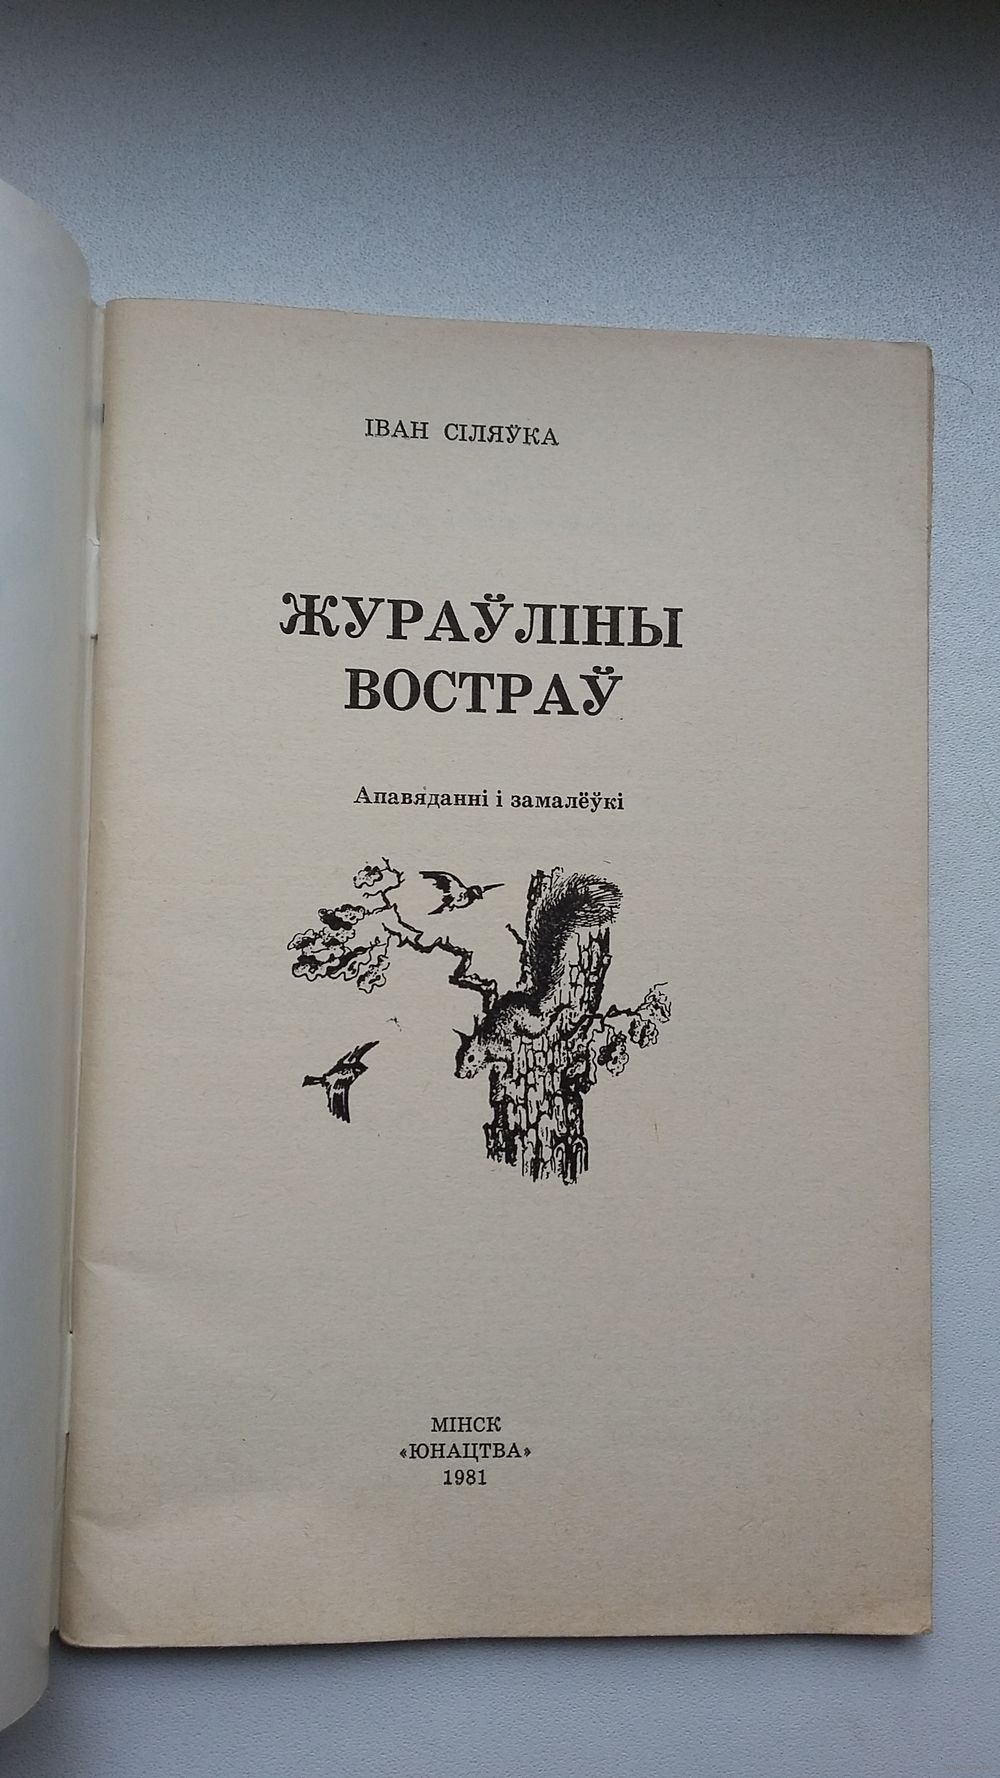 ІВАН СІЛЯЎКА
ЖУРАЎЛІНЫ
ВОСТРАЎ
Апавяданні і замалёўкі
МІНСК
«ЮНАЦТВА»
1981